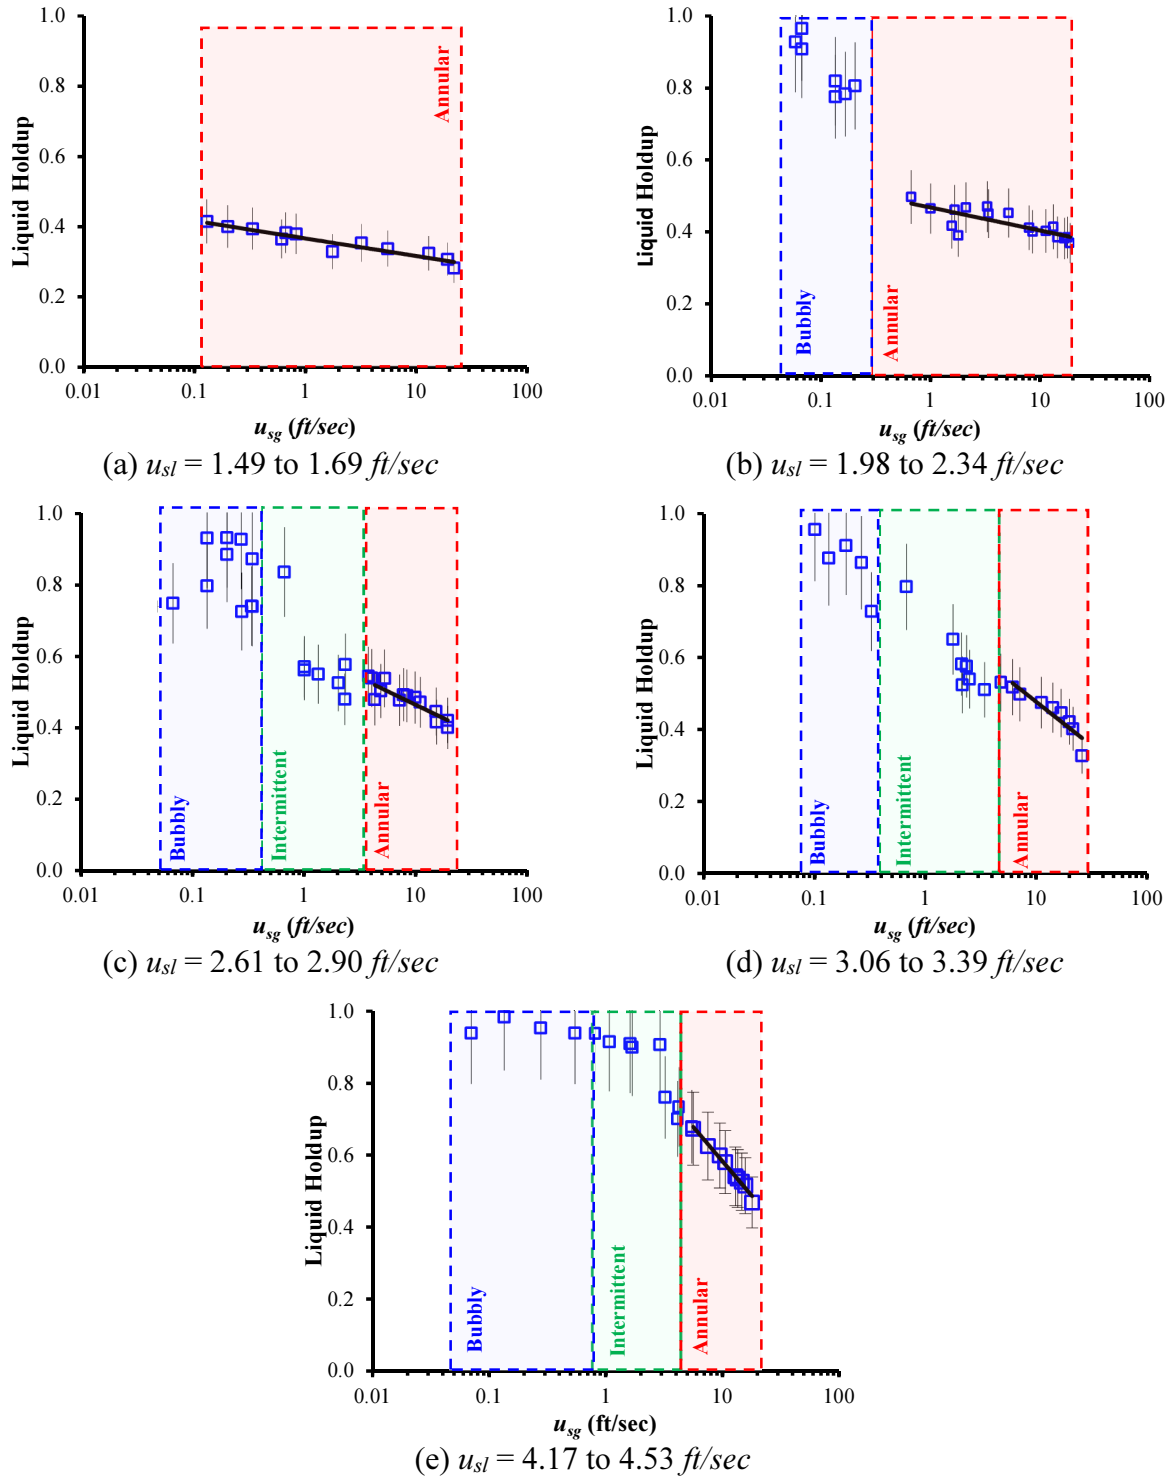 1.0
0.8
0.6
0.4
0.2
0.0
Liquid Holdup
Annular
0.01 0.1 1 10 100
usg (ft/sec)
(a) usl = 1.49 to 1.69 ft/sec
1.0
0.8
0.6
0.4
0.2
0.0
Liquid Holdup
Bubbly
Annular
0.01 0.1 1 10 100
usg (ft/sec)
(b) usl = 1.98 to 2.34 ft/sec
1.0
0.8
0.6
0.4
0.2
0.0
Liquid Holdup
Bubbly
Intermittent
Annular
0.01 0.1 1 10 100
usg (ft/sec)
(c) usl = 2.61 to 2.90 ft/sec
1.0
0.8
0.6
0.4
0.2
0.0
Liquid Holdup
Bubbly
Intermittent
Annular
0.01 0.1 1 10 100
usg (ft/sec)
(d) usl = 3.06 to 3.39 ft/sec
1.0
0.8
0.6
0.4
0.2
0.0
Liquid Holdup
Bubbly
Intermittent
Annular
0.01 0.1 1 10 100
usg (ft/sec)
(e) usl = 4.17 to 4.53 ft/sec